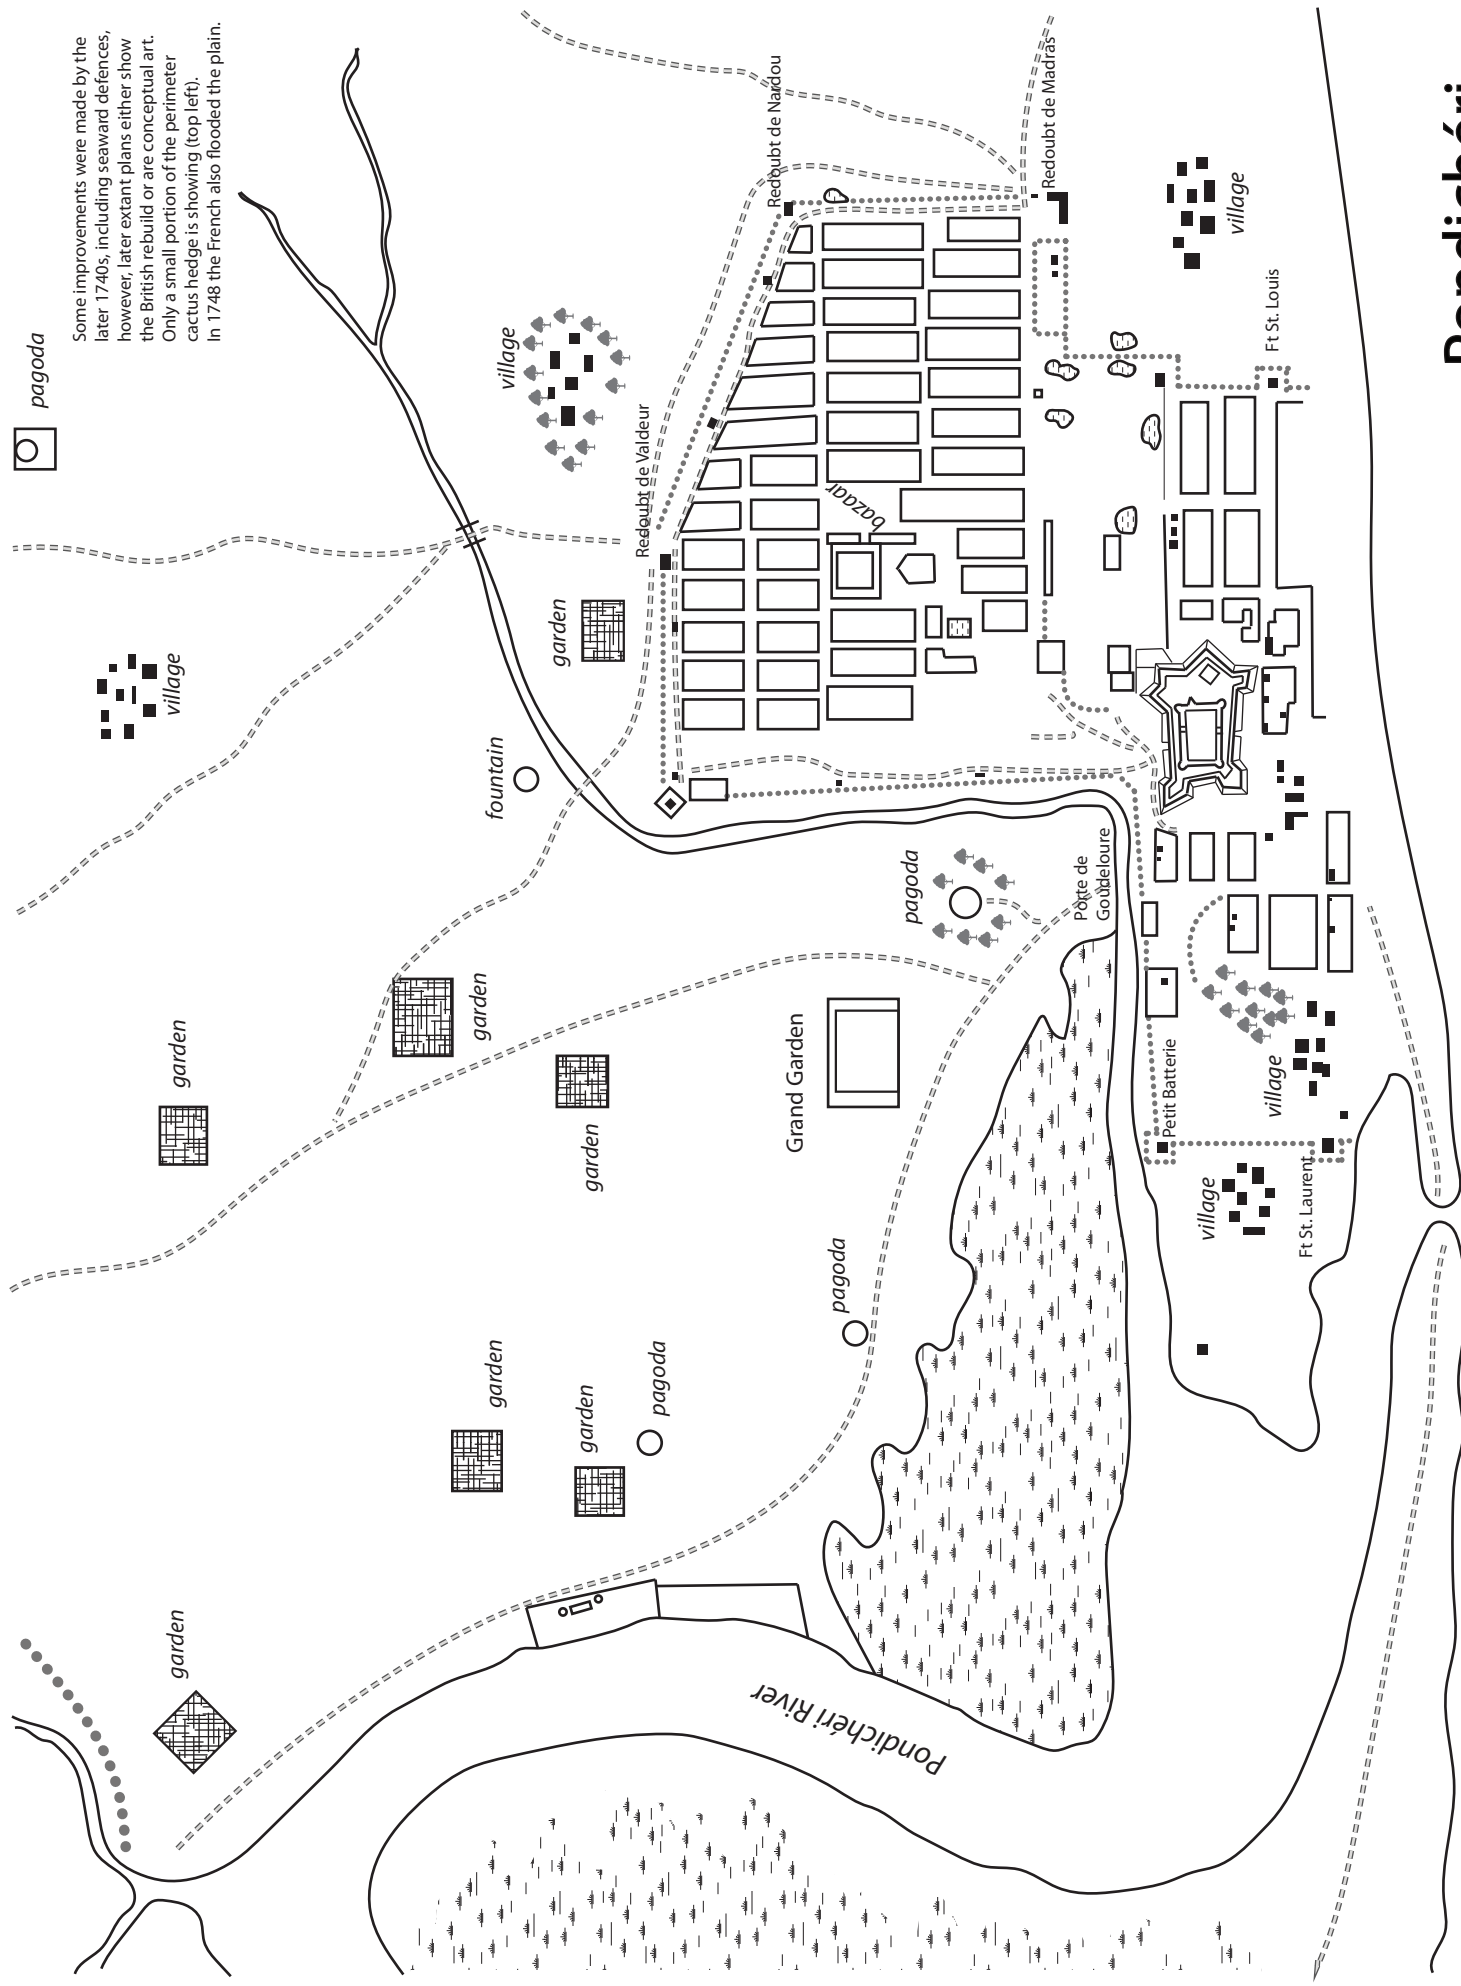 Some improvements were made by the
later 1740s, including seaward defences,
however, later extant plans either show
the British rebuild or are conceptual art.
Only a small portion of the perimeter
cactus hedge is showing (top left).
In 1748 the French also flooded the plain.
pagoda
garden
garden
village
garden
garden
fountain
village
garden
garden
garden
Redoubt de Valdeur
pagoda
Pondichéri River
Grand Garden
Redoubt de Nardou
pagoda
bazaar
pagoda
Redoubt de Madras
Porte de
Goudeloure
Petit Batterie
village
village
village
Ft St. Laurent
Ft St. Louis
Pondichéri